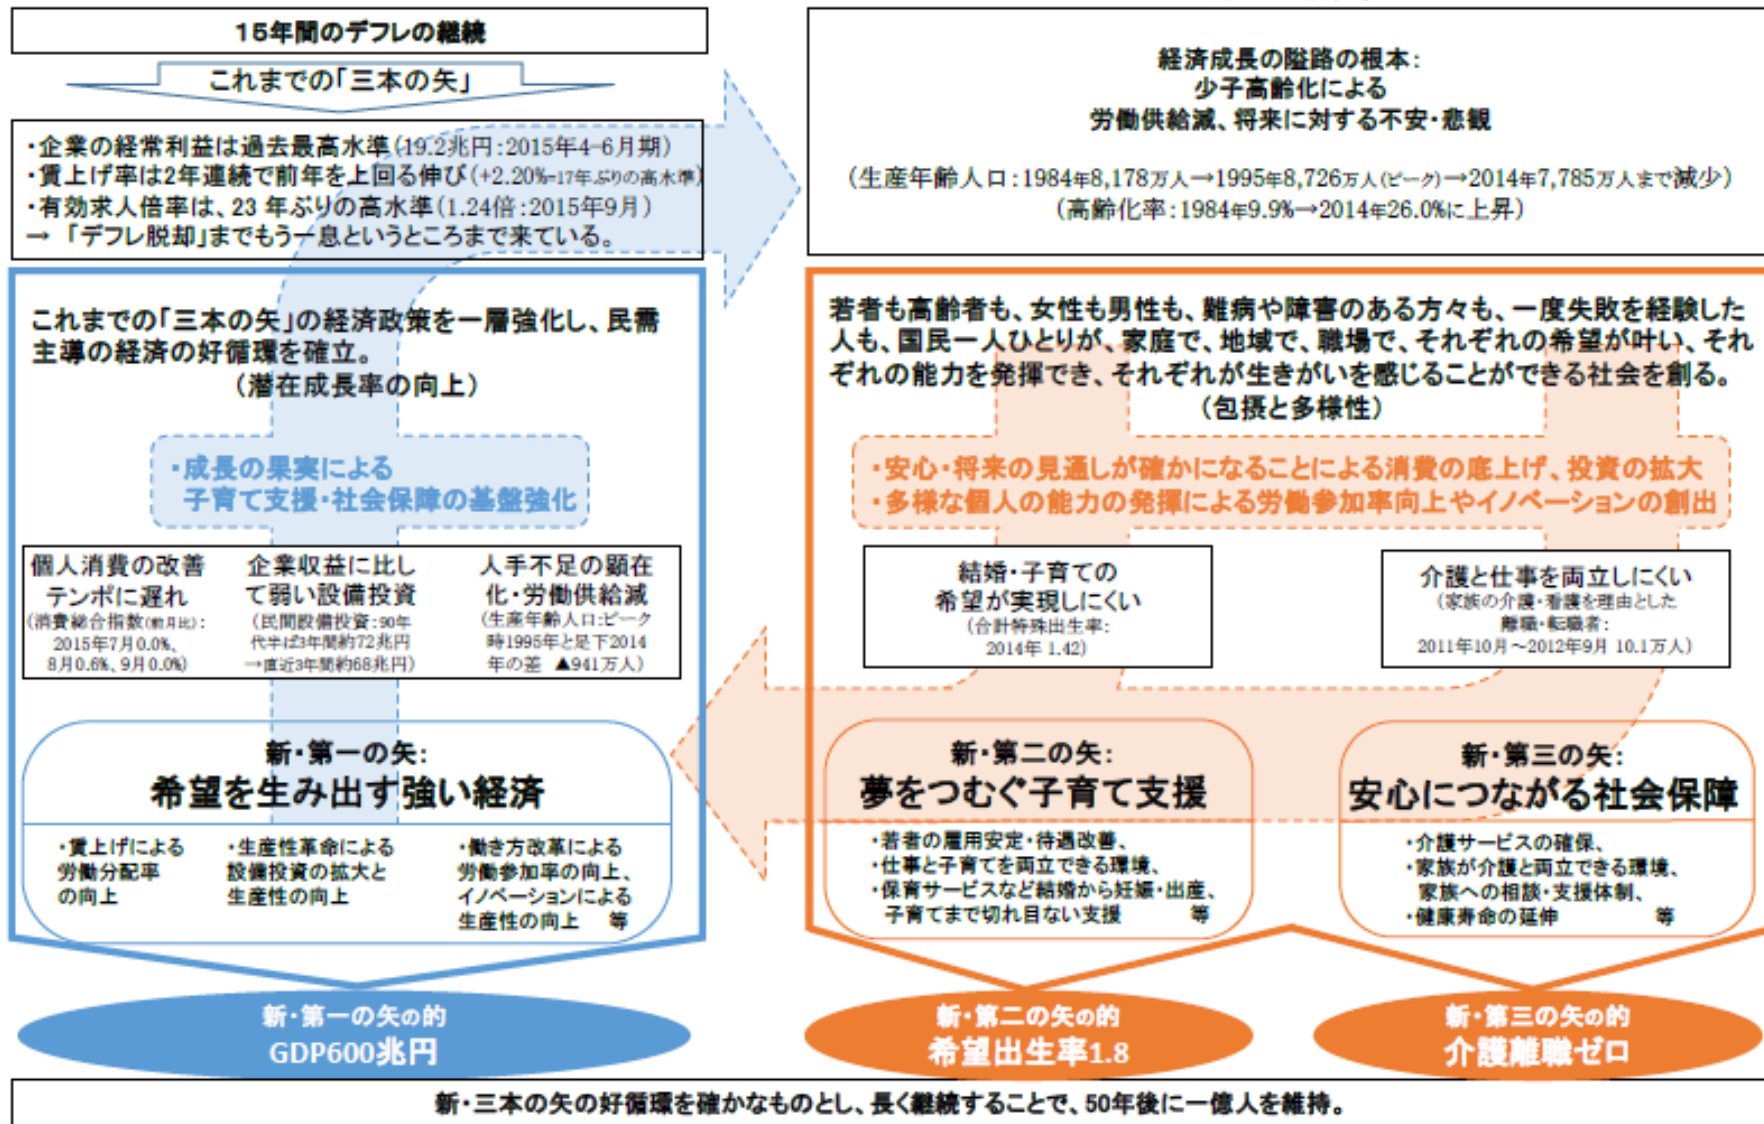 15年間のデフレの継続
これまでの「三本の矢」
・企業の経常利益は過去最高水準(19.2兆円:2015年4-6月期)
・賃上げ率は2年連続で前年を上回る伸び(+2.20%=17年ぶりの高水準)
・有効求人倍率は、23 年ぶりの高水準(1.24倍:2015年9月)
→ 「デフレ脱却」までもう一息というところまで来ている。
経済成長の隘路の根本:
少子高齢化による
労働供給減、将来に対する不安・悲観
(生産年齢人口:1984年8,178万人→1995年8,726万人(ピーク)→2014年7,785万人まで減少)
(高齢化率:1984年9.9%→2014年26.0%に上昇)
これまでの「三本の矢」の経済政策を一層強化し、民需
主導の経済の好循環を確立。
(潜在成長率の向上)
・成長の果実による
子育て支援・社会保障の基盤強化
個人消費の改善
テンポに遅れ
(消費総合指数(前月比):
2015年7月0.0%、
8月0.6%、9月0.0%)
企業収益に比し
て弱い設備投資
(民間設備投資:90年
代半ば3年間約72兆円
→直近3年間約68兆円)
人手不足の顕在
化・労働供給減
(生産年齢人口:ピーク
時1995年と足下2014
年の差 ▲941万人)
新・第一の矢:
希望を生み出す強い経済
・賃上げによる
労働分配率
の向上
・生産性革命による
設備投資の拡大と
生産性の向上
・働き方改革による
労働参加率の向上、
イノベーションによる
生産性の向上 等
新・第一の矢の的
GDP600兆円
若者も高齢者も、女性も男性も、難病や障害のある方々も、一度失敗を経験した
人も、国民一人ひとりが、家庭で、地域で、職場で、それぞれの希望が叶い、それ
ぞれの能力を発揮でき、それぞれが生きがいを感じることができる社会を創る。
(包摂と多様性)
・安心・将来の見通しが確かになることによる消費の底上げ、投資の拡大
・多様な個人の能力の発揮による労働参加率向上やイノベーションの創出
結婚・子育ての
希望が実現しにくい
(合計特殊出生率:
2014年 1.42)
介護と仕事を両立しにくい
(家族の介護・看護を理由とした
離職・転職者:
2011年10月～2012年9月 10.1万人)
新・第二の矢:
夢をつむぐ子育て支援
・若者の雇用安定・待遇改善、
・仕事と子育てを両立できる環境、
・保育サービスなど結婚から妊娠・出産、
子育てまで切れ目ない支援 等
新・第三の矢:
安心につながる社会保障
・介護サービスの確保、
・家族が介護と両立できる環境、
家族への相談・支援体制、
・健康寿命の延伸 等
新・第二の矢の的
希望出生率1.8
新・第三の矢の的
介護離職ゼロ
新・三本の矢の好循環を確かなものとし、長く継続することで、50年後に一億人を維持。